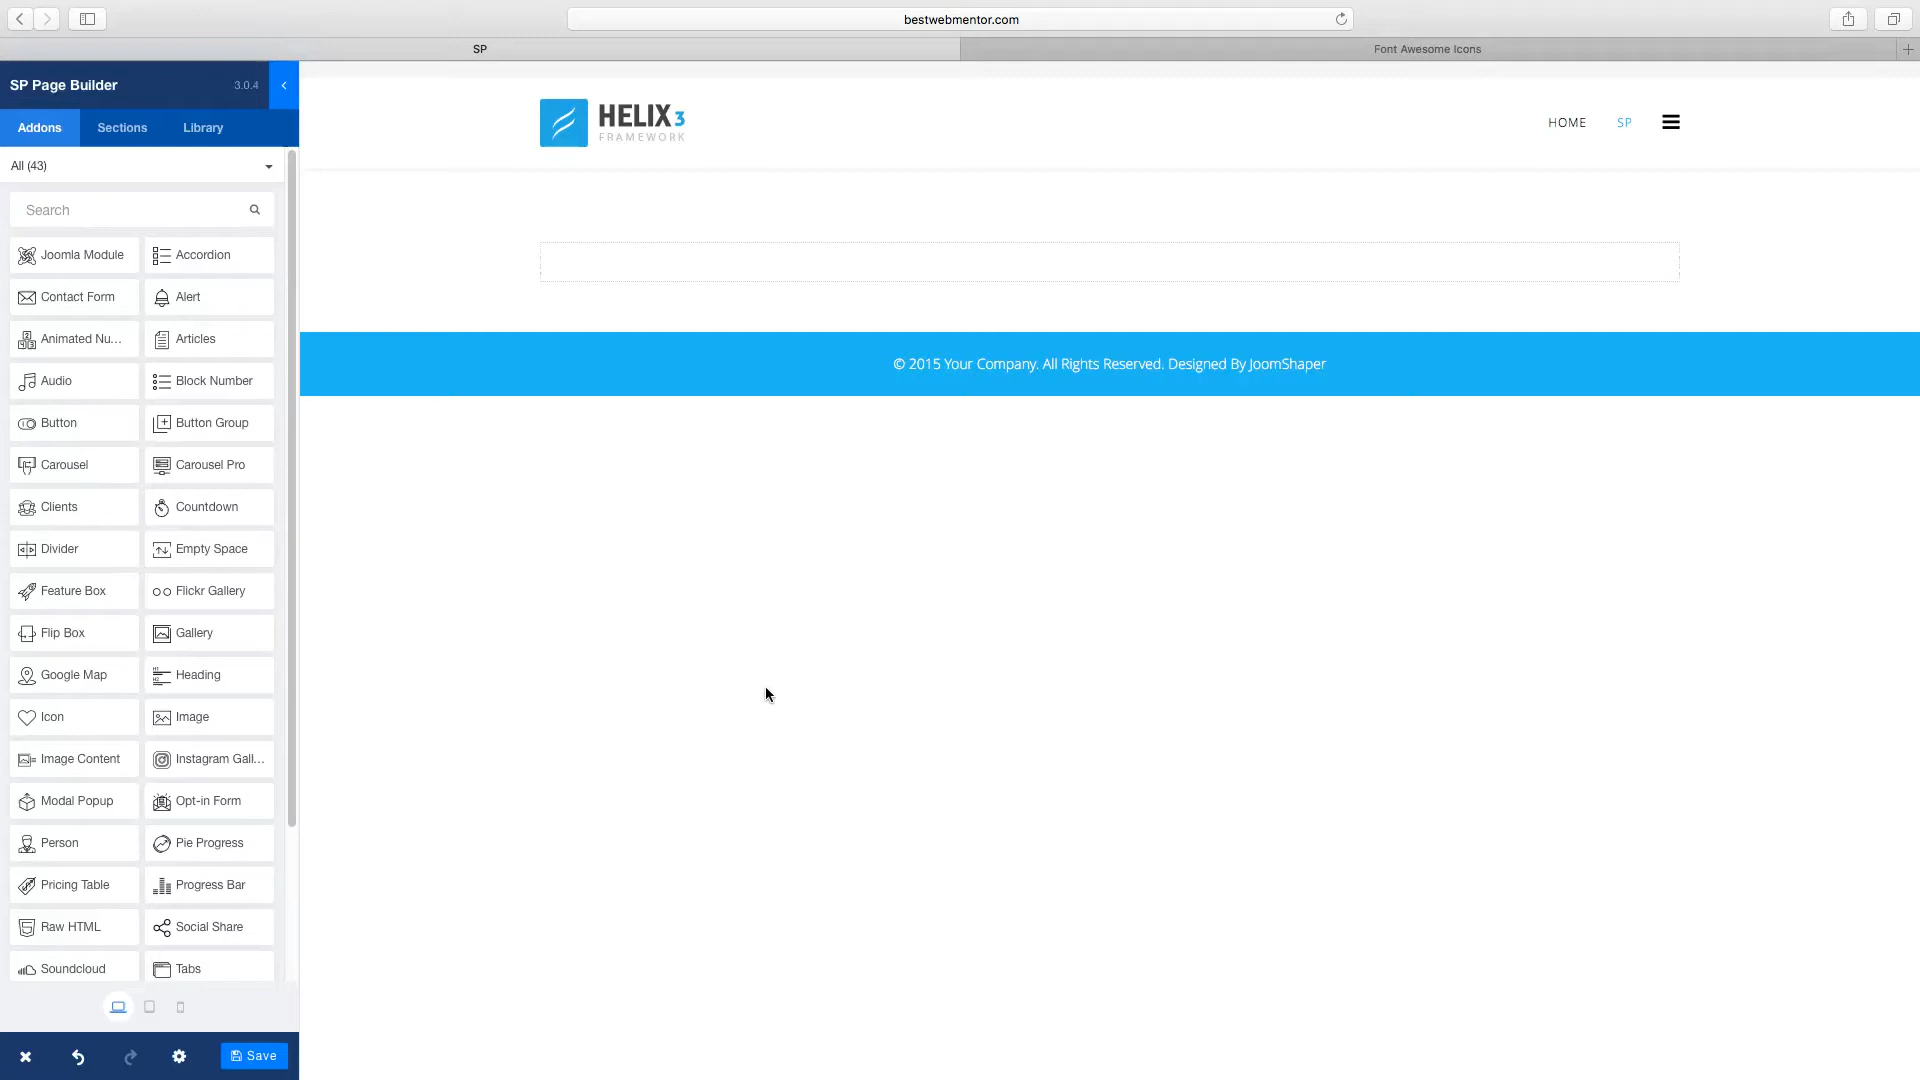 bestwebmentor.com
SP
Font Awesome Icons
SP Page Builder
3.0.4
Addons
Sections
Library
All (43)
Search
Joomla Module
Accordion
Contact Form
Alert
Animated Nu...
Articles
Audio
Block Number
Button
Button Group
Carousel
Carousel Pro
Clients
Countdown
Divider
Empty Space
Feature Box
Flickr Gallery
Flip Box
Gallery
Google Map
Heading
Icon
Image
Image Content
Instagram Gall...
Modal Popup
Opt-in Form
Person
Pie Progress
Pricing Table
Progress Bar
Raw HTML
Social Share
Soundcloud
Tabs
Save
HELIX3
FRAMEWORK
HOME
SP
© 2015 Your Company. All Rights Reserved. Designed By JoomShaper